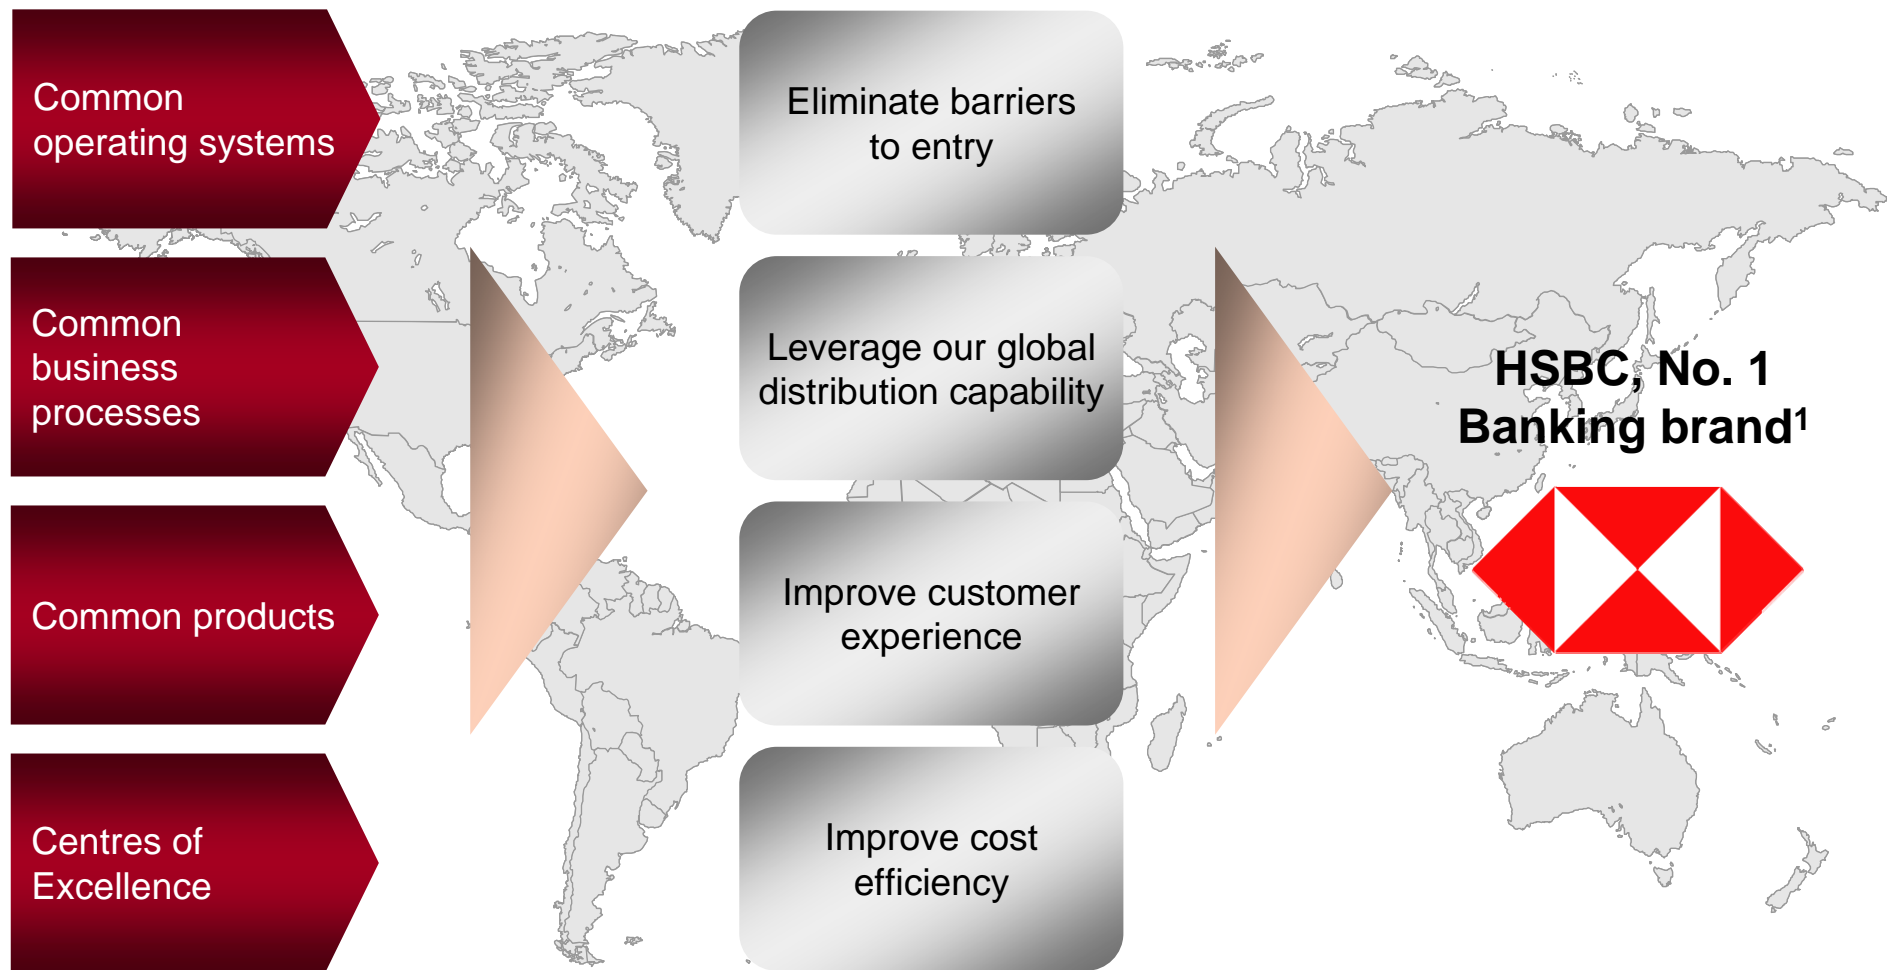 Common
operating systems
Common
business
processes
Common products
Centres of
Excellence
Eliminate barriers
to entry
Leverage our global
distribution capability
Improve customer
experience
Improve cost
efficiency
HSBC, No. 1
Banking brand¹